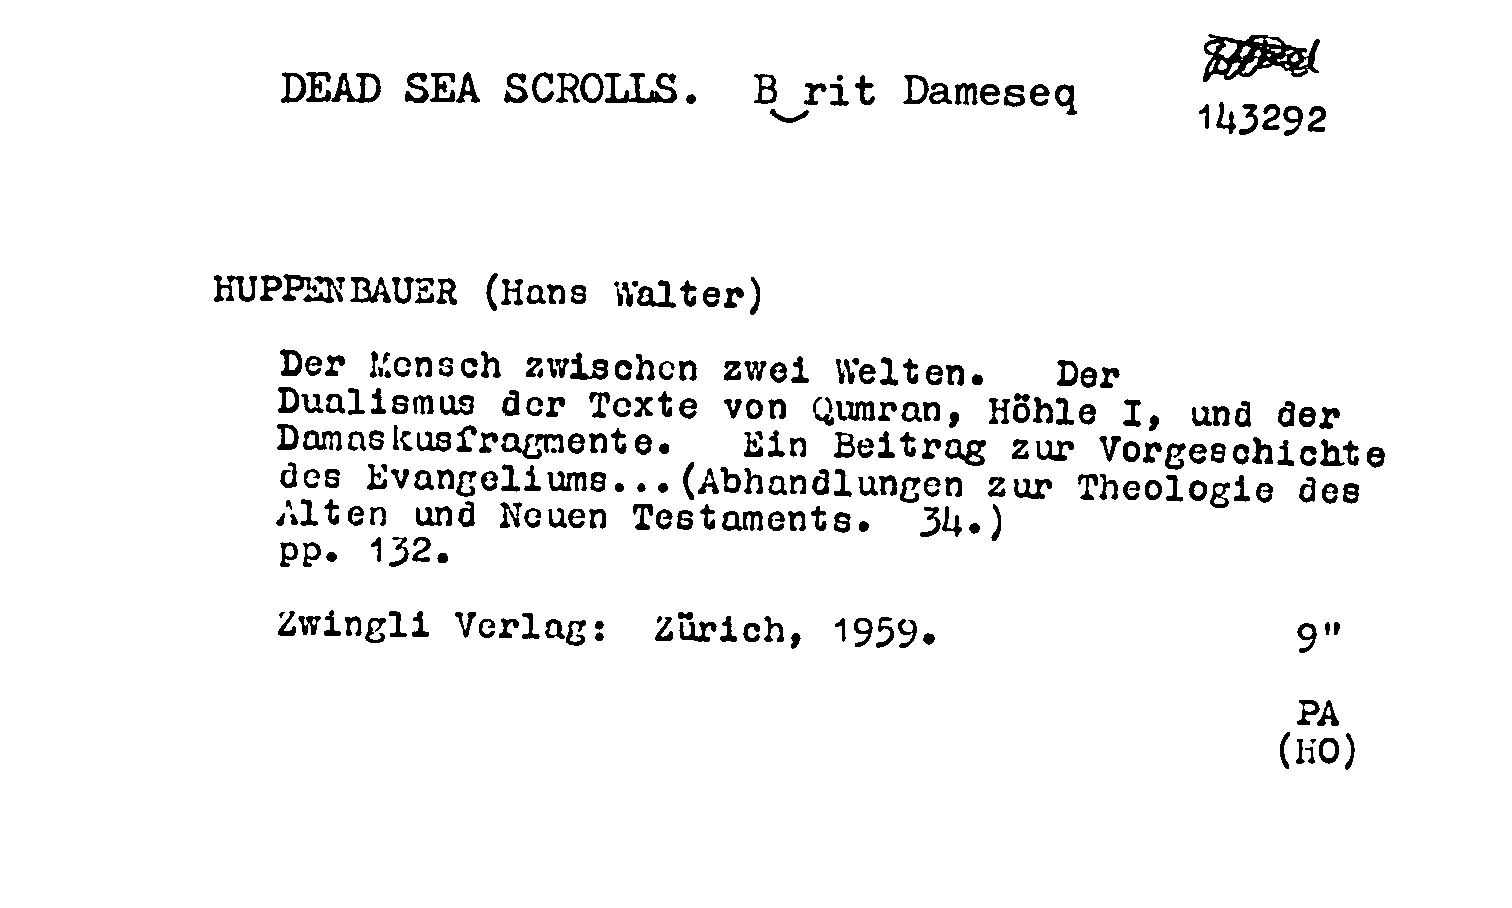 DEAD SEA SCROLLS. B‿rit Dameseq
143292
HUPPENBAUER (Hans Walter)
Der Mensch zwischen zwei Welten. Der
Dualismus der Texte von Qumran, Höhle I, und der
Damaskusfragmente. Ein Beitrag zur Vorgeschichte
des Evangeliums...(Abhandlungen zur Theologie des
Alten und Neuen Testaments. 34.)
pp. 132.
Zwingli Verlag: Zürich, 1959.
9"
PA
(HO)